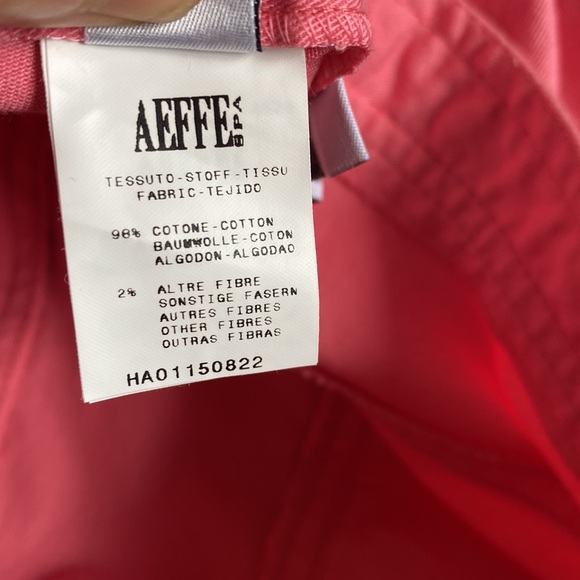 AEFFE SPA
TESSUTO-STOFF-TISSU
FABRIC-TEJIDO
98% COTONE-COTTON
BAUMWOLLE-COTON
ALGODON-ALGODAO
2% ALTRE FIBRE
SONSTIGE FASERN
AUTRES FIBRES
OTHER FIBRES
OUTRAS FIBRAS
HA01150822